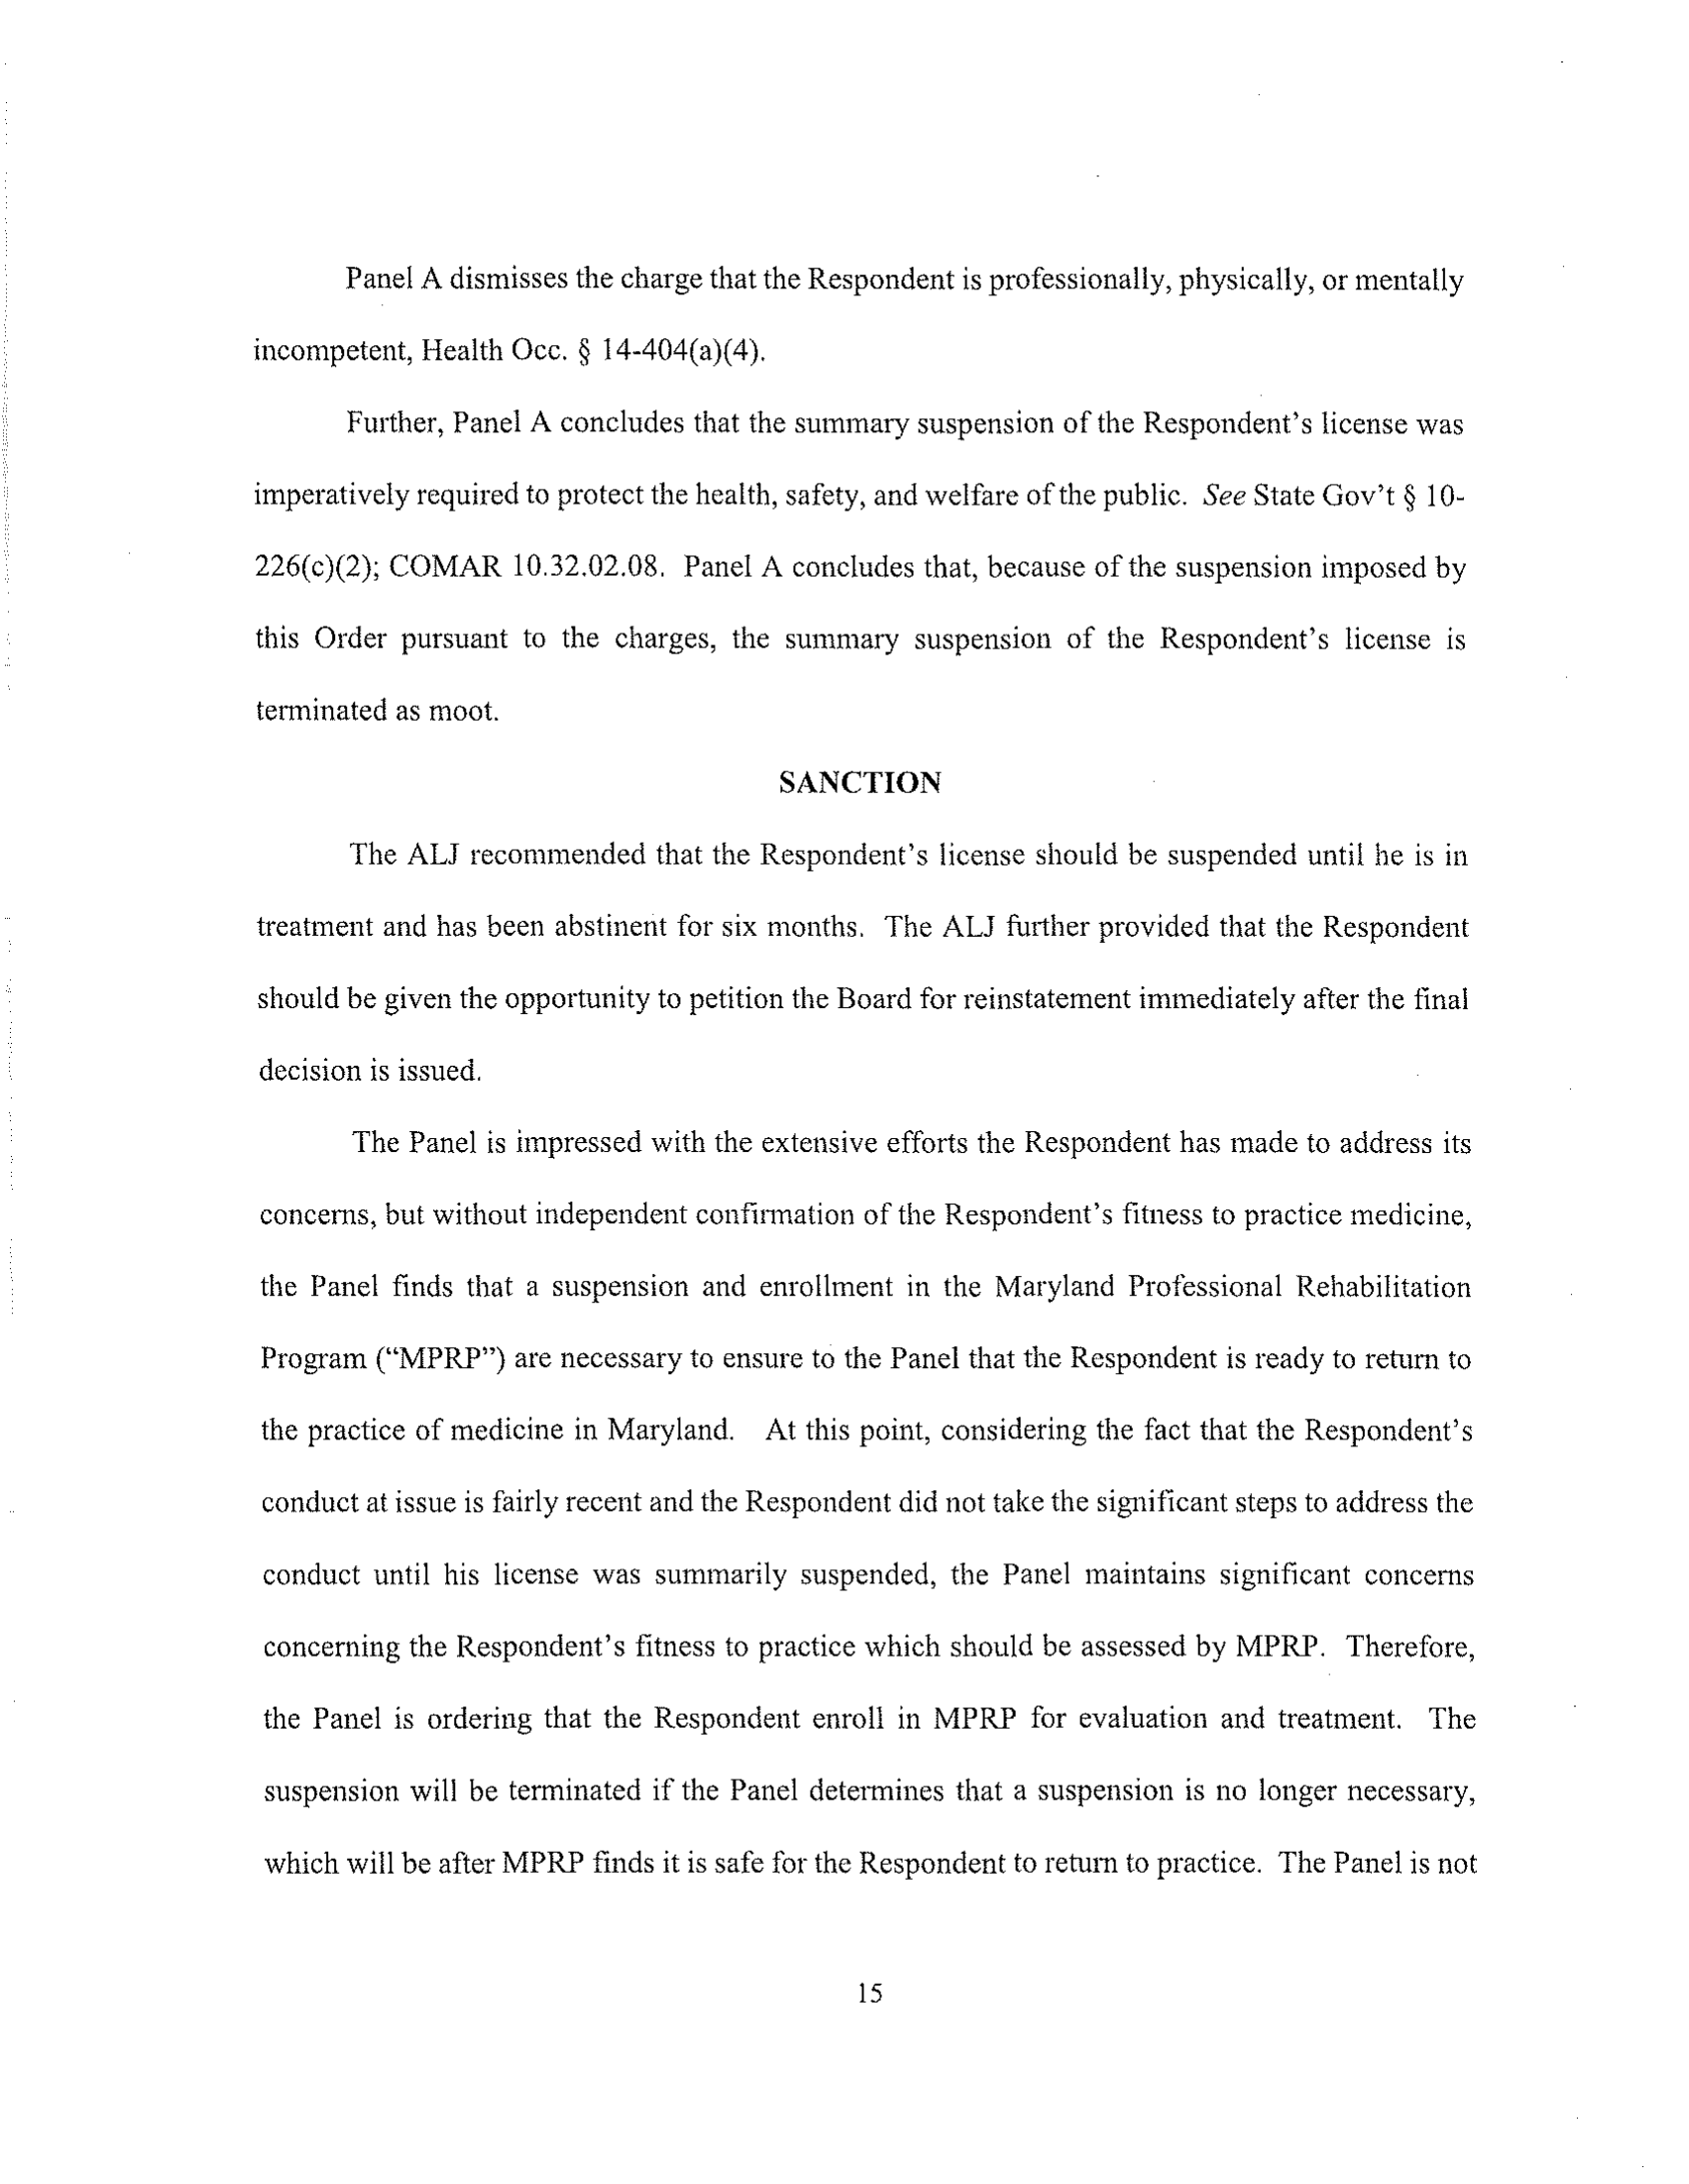 Panel A dismisses the charge that the Respondent is professionally, physically, or mentally
incompetent, Health Occ. § 14-404(a)(4).
Further, Panel A concludes that the summary suspension of the Respondent's license was
imperatively required to protect the health, safety, and welfare of the public. See State Gov't § 10-
226(c)(2); COMAR 10.32.02.08. Panel A concludes that, because of the suspension imposed by
this Order pursuant to the charges, the summary suspension of the Respondent's license is
terminated as moot.
SANCTION
The ALJ recommended that the Respondent's license should be suspended until he is in
treatment and has been abstinent for six months. The ALJ further provided that the Respondent
should be given the opportunity to petition the Board for reinstatement immediately after the final
decision is issued.
The Panel is impressed with the extensive efforts the Respondent has made to address its
concerns, but without independent confirmation of the Respondent's fitness to practice medicine,
the Panel finds that a suspension and enrollment in the Maryland Professional Rehabilitation
Program ("MPRP") are necessary to ensure to the Panel that the Respondent is ready to return to
the practice of medicine in Maryland. At this point, considering the fact that the Respondent's
conduct at issue is fairly recent and the Respondent did not take the significant steps to address the
conduct until his license was summarily suspended, the Panel maintains significant concerns
concerning the Respondent's fitness to practice which should be assessed by MPRP. Therefore,
the Panel is ordering that the Respondent enroll in MPRP for evaluation and treatment. The
suspension will be terminated if the Panel determines that a suspension is no longer necessary,
which will be after MPRP finds it is safe for the Respondent to return to practice. The Panel is not
15